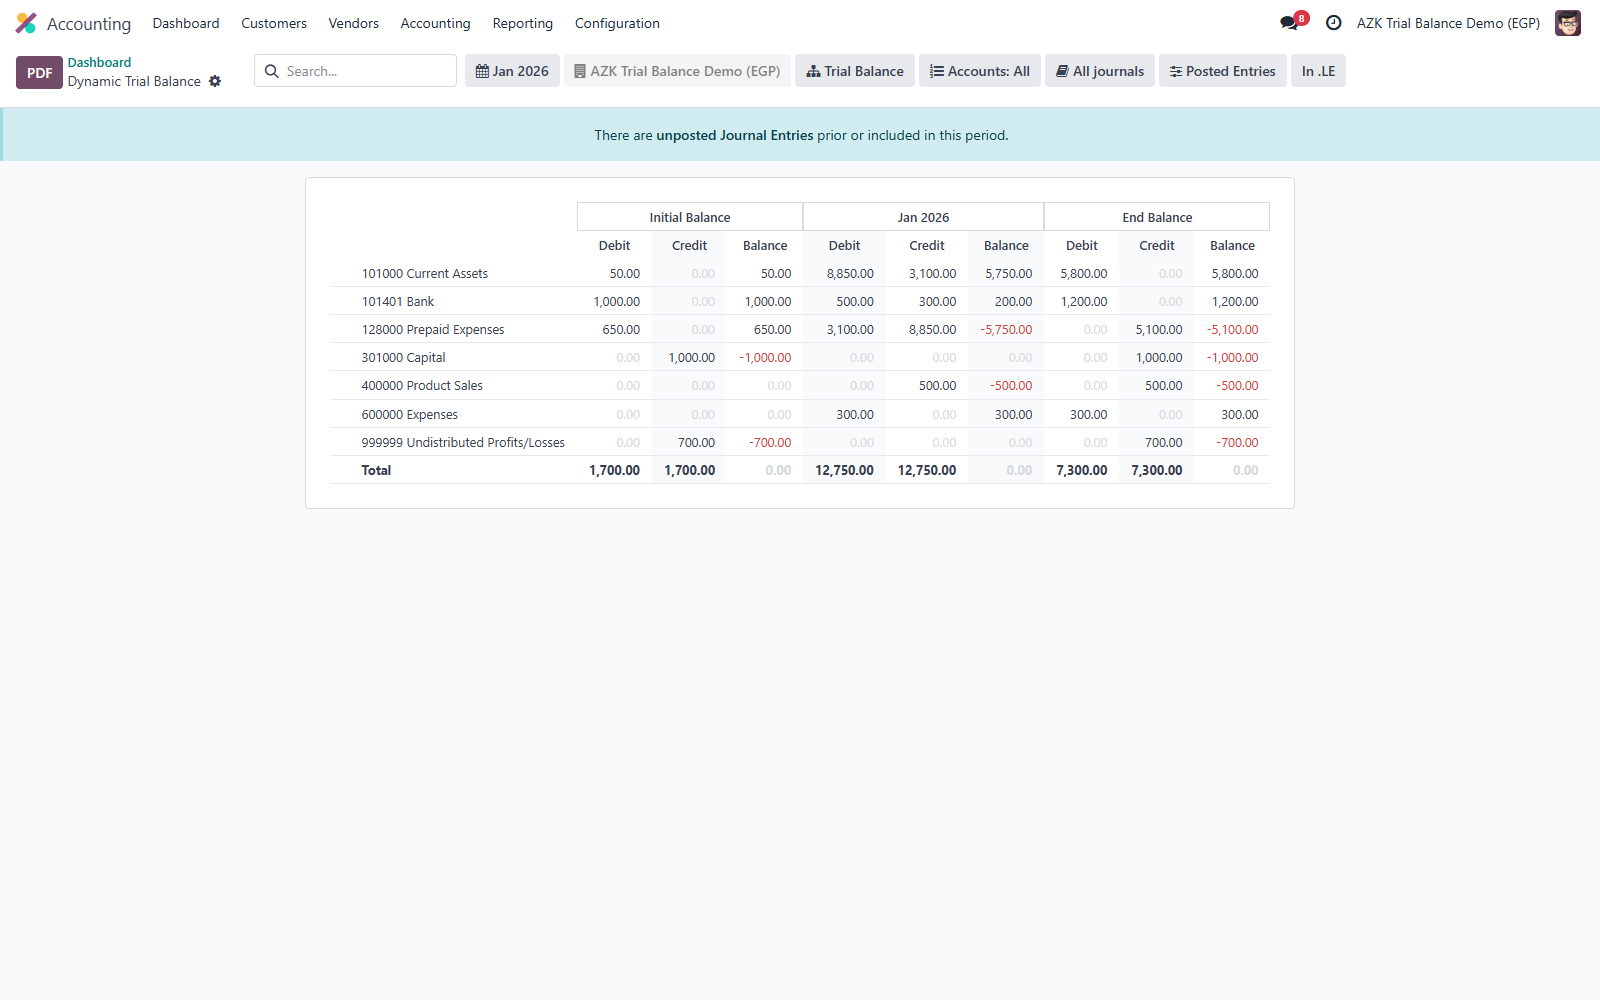 Accounting Dashboard Customers Vendors Accounting Reporting Configuration 8 AZK Trial Balance Demo (EGP)
PDF Dashboard
Dynamic Trial Balance
Search... Jan 2026 AZK Trial Balance Demo (EGP) Trial Balance Accounts: All All journals Posted Entries In .LE
There are unposted Journal Entries prior or included in this period.
Initial Balance Jan 2026 End Balance
Debit Credit Balance Debit Credit Balance Debit Credit Balance
101000 Current Assets 50.00 0.00 50.00 8,850.00 3,100.00 5,750.00 5,800.00 0.00 5,800.00
101401 Bank 1,000.00 0.00 1,000.00 500.00 300.00 200.00 1,200.00 0.00 1,200.00
128000 Prepaid Expenses 650.00 0.00 650.00 3,100.00 8,850.00 -5,750.00 0.00 5,100.00 -5,100.00
301000 Capital 0.00 1,000.00 -1,000.00 0.00 0.00 0.00 0.00 1,000.00 -1,000.00
400000 Product Sales 0.00 0.00 0.00 0.00 500.00 -500.00 0.00 500.00 -500.00
600000 Expenses 0.00 0.00 0.00 300.00 0.00 300.00 300.00 0.00 300.00
999999 Undistributed Profits/Losses 0.00 700.00 -700.00 0.00 0.00 0.00 0.00 700.00 -700.00
Total 1,700.00 1,700.00 0.00 12,750.00 12,750.00 0.00 7,300.00 7,300.00 0.00